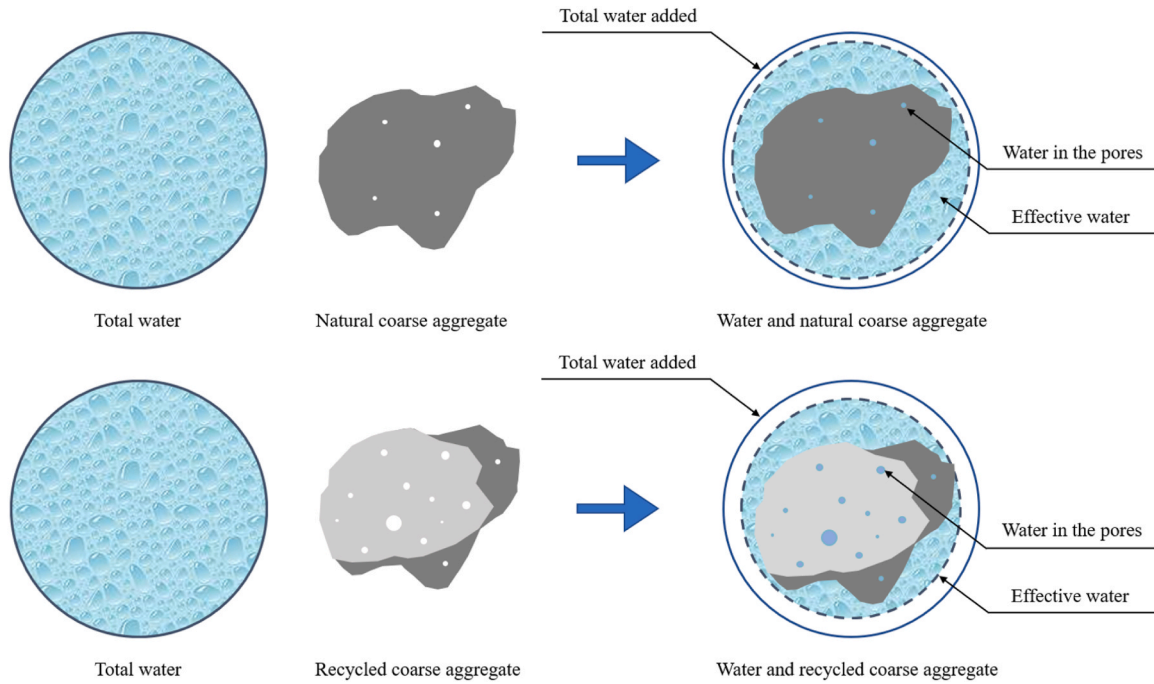 Total water added
Water in the pores
Effective water
Total water
Natural coarse aggregate
Water and natural coarse aggregate
Total water added
Water in the pores
Effective water
Total water
Recycled coarse aggregate
Water and recycled coarse aggregate